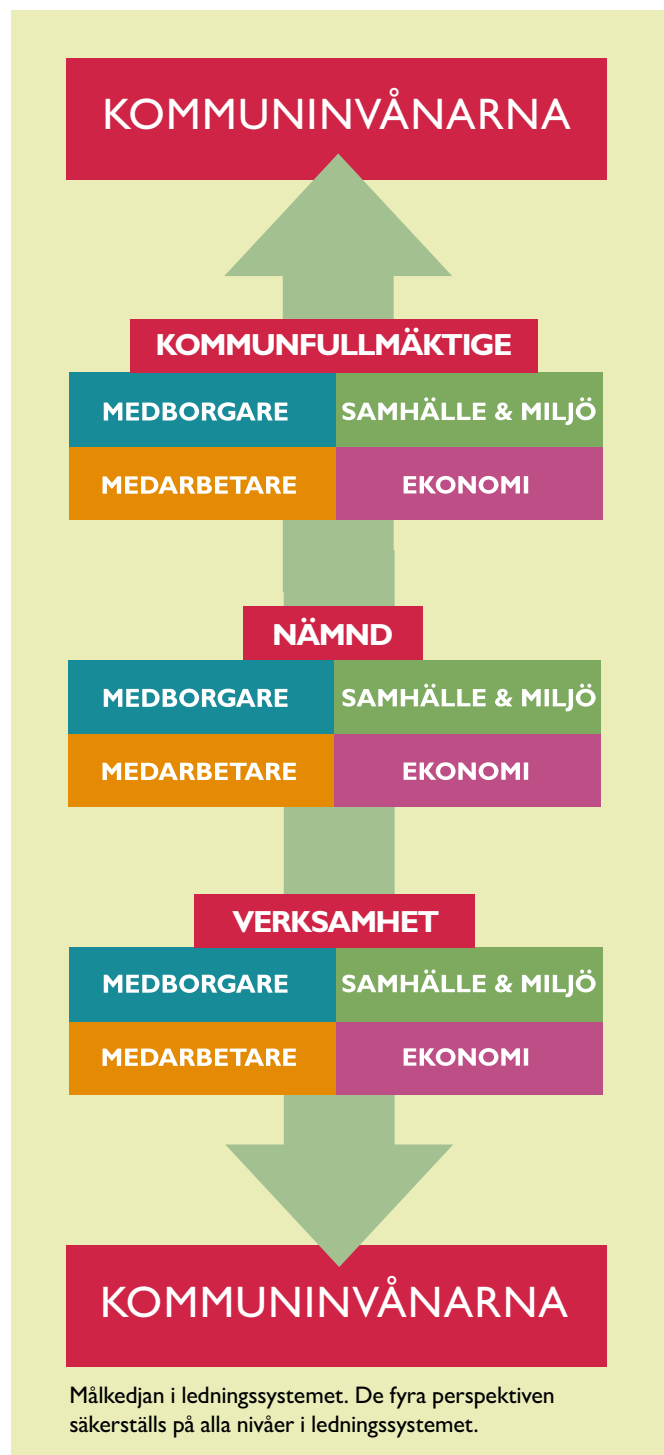 KOMMUNINVÅNARNA
KOMMUNFULLMÄKTIGE
MEDBORGARE SAMHÄLLE & MILJÖ
MEDARBETARE EKONOMI
NÄMND
MEDBORGARE SAMHÄLLE & MILJÖ
MEDARBETARE EKONOMI
VERKSAMHET
MEDBORGARE SAMHÄLLE & MILJÖ
MEDARBETARE EKONOMI
KOMMUNINVÅNARNA
Målkedjan i ledningssystemet. De fyra perspektiven
säkerställs på alla nivåer i ledningssystemet.